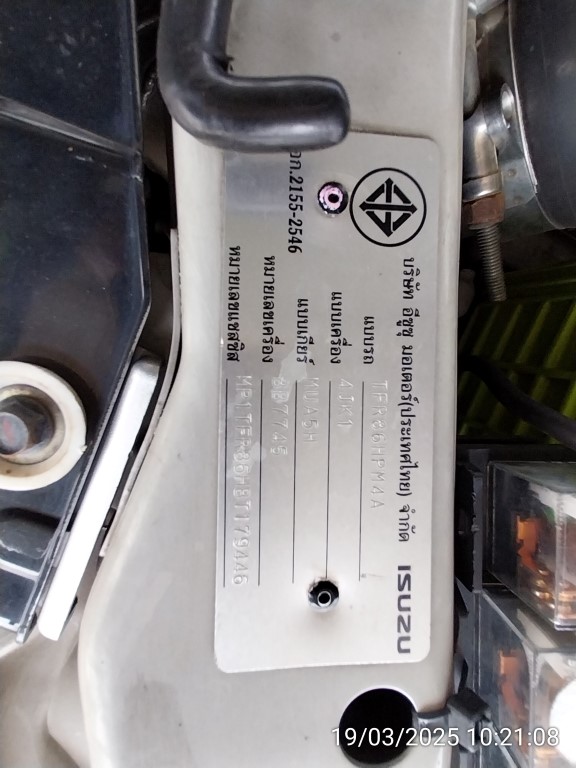 มอก.2155-2546
บริษัท อีซูซุ มอเตอร์(ประเทศไทย) จำกัด ISUZU
แบบรถ TFR86HPM4A
แบบเครื่อง 4JK1
แบบเกียร์ MUA5H
หมายเลขเครื่อง
หมายเลขแชสซีส
19/03/2025 10:21:08